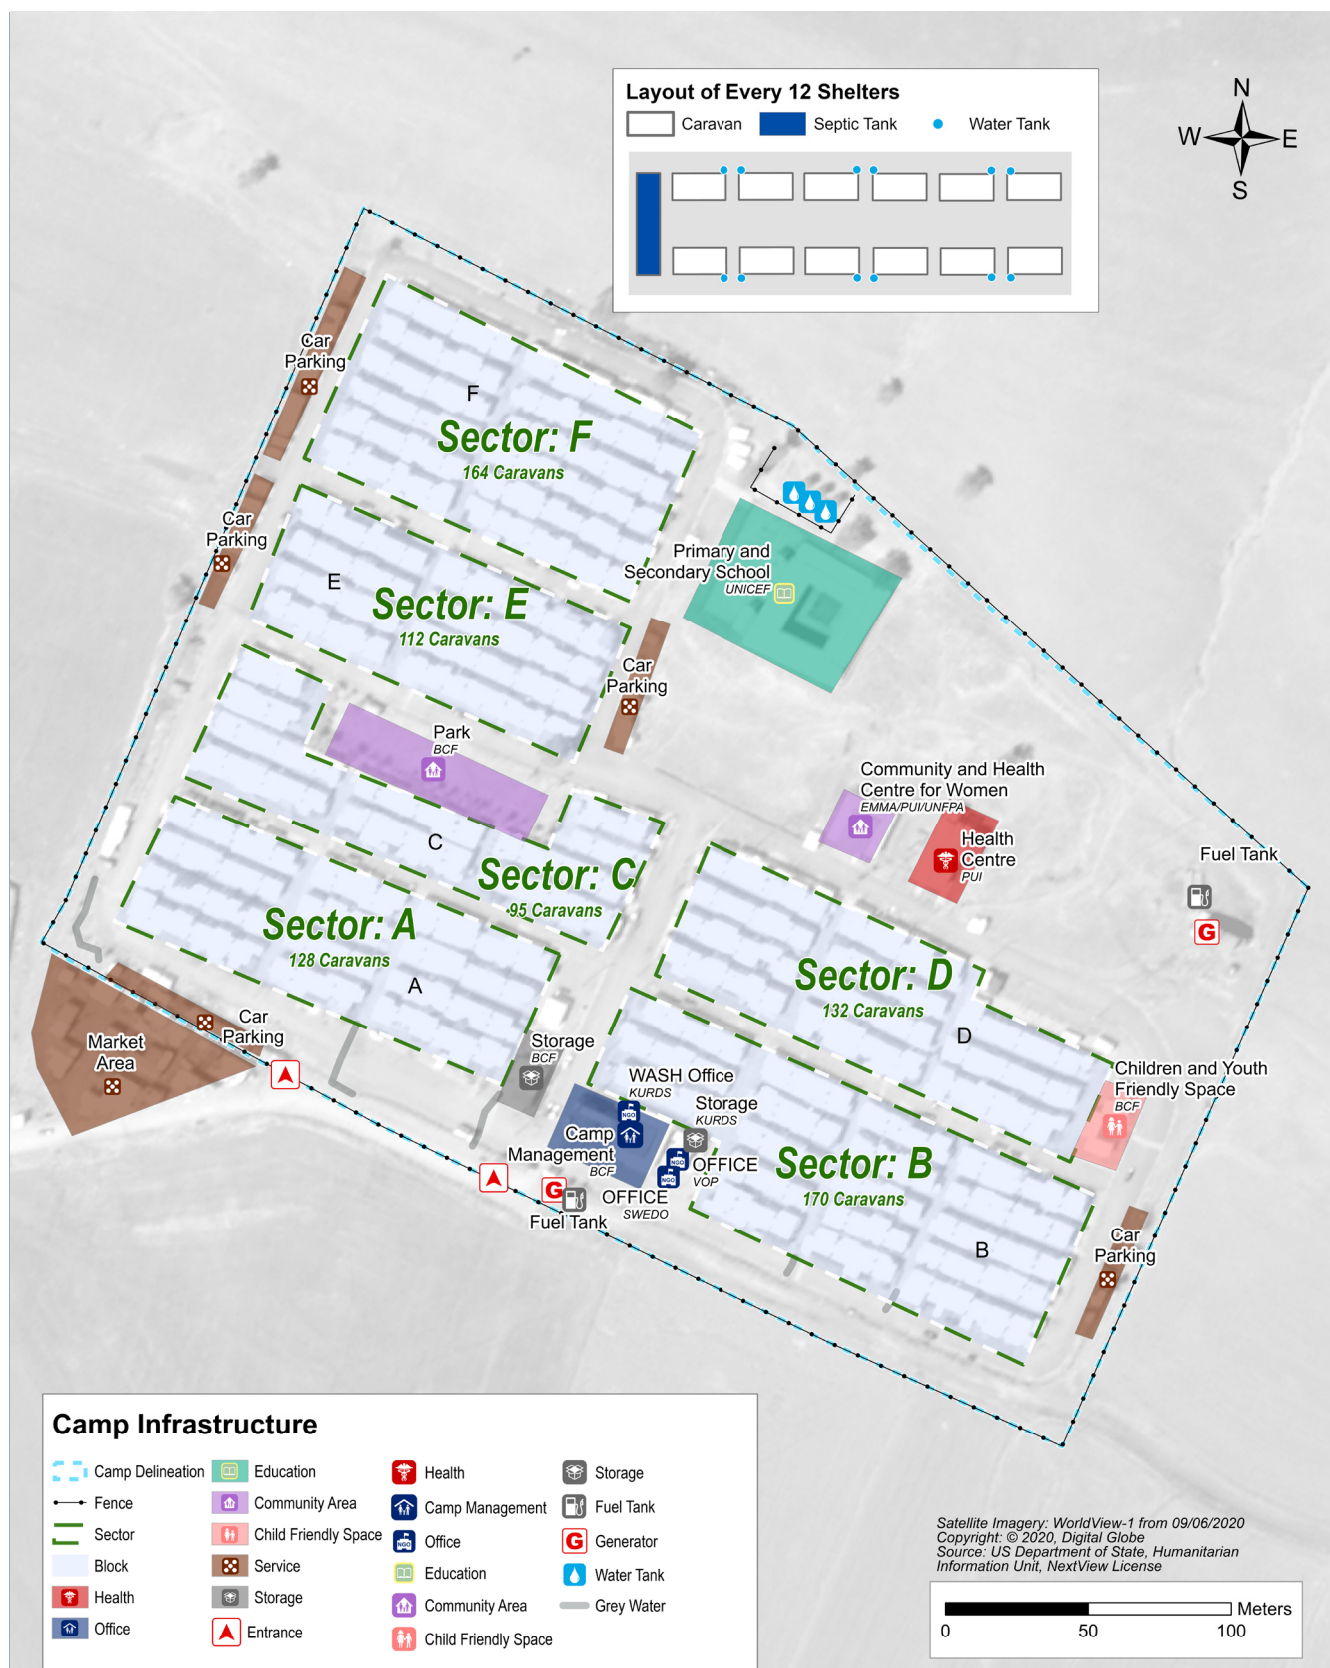 Layout of Every 12 Shelters
Caravan
Septic Tank
Water Tank
N
W
E
S
Car
Parking
F
Sector: F
164 Caravans
Car
Parking
Primary and
Secondary School
UNICEF
E
Sector: E
112 Caravans
Car
Parking
Park
BCF
Community and Health
Centre for Women
EMMA/PUI/UNFPA
Health
Centre
PUI
Fuel Tank
G
C
Sector: C
95 Caravans
Sector: A
128 Caravans
A
Sector: D
132 Caravans
D
Car
Parking
Market
Area
Storage
BCF
WASH Office
KURDS
NGO
Storage
KURDS
Children and Youth
Friendly Space
BCF
Camp
Management
BCF
NGO
OFFICE
VOP
NGO
OFFICE
SWEDO
G
Fuel Tank
Sector: B
170 Caravans
B
Car
Parking
Camp Infrastructure
Camp Delineation
Fence
Sector
Block
Health
Office
Education
Community Area
Child Friendly Space
Service
Storage
Entrance
Health
Camp Management
NGO
Office
Education
Community Area
Child Friendly Space
Storage
Fuel Tank
G
Generator
Water Tank
Grey Water
Satellite Imagery: WorldView-1 from 09/06/2020
Copyright: © 2020, Digital Globe
Source: US Department of State, Humanitarian
Information Unit, NextView License
Meters
0
50
100